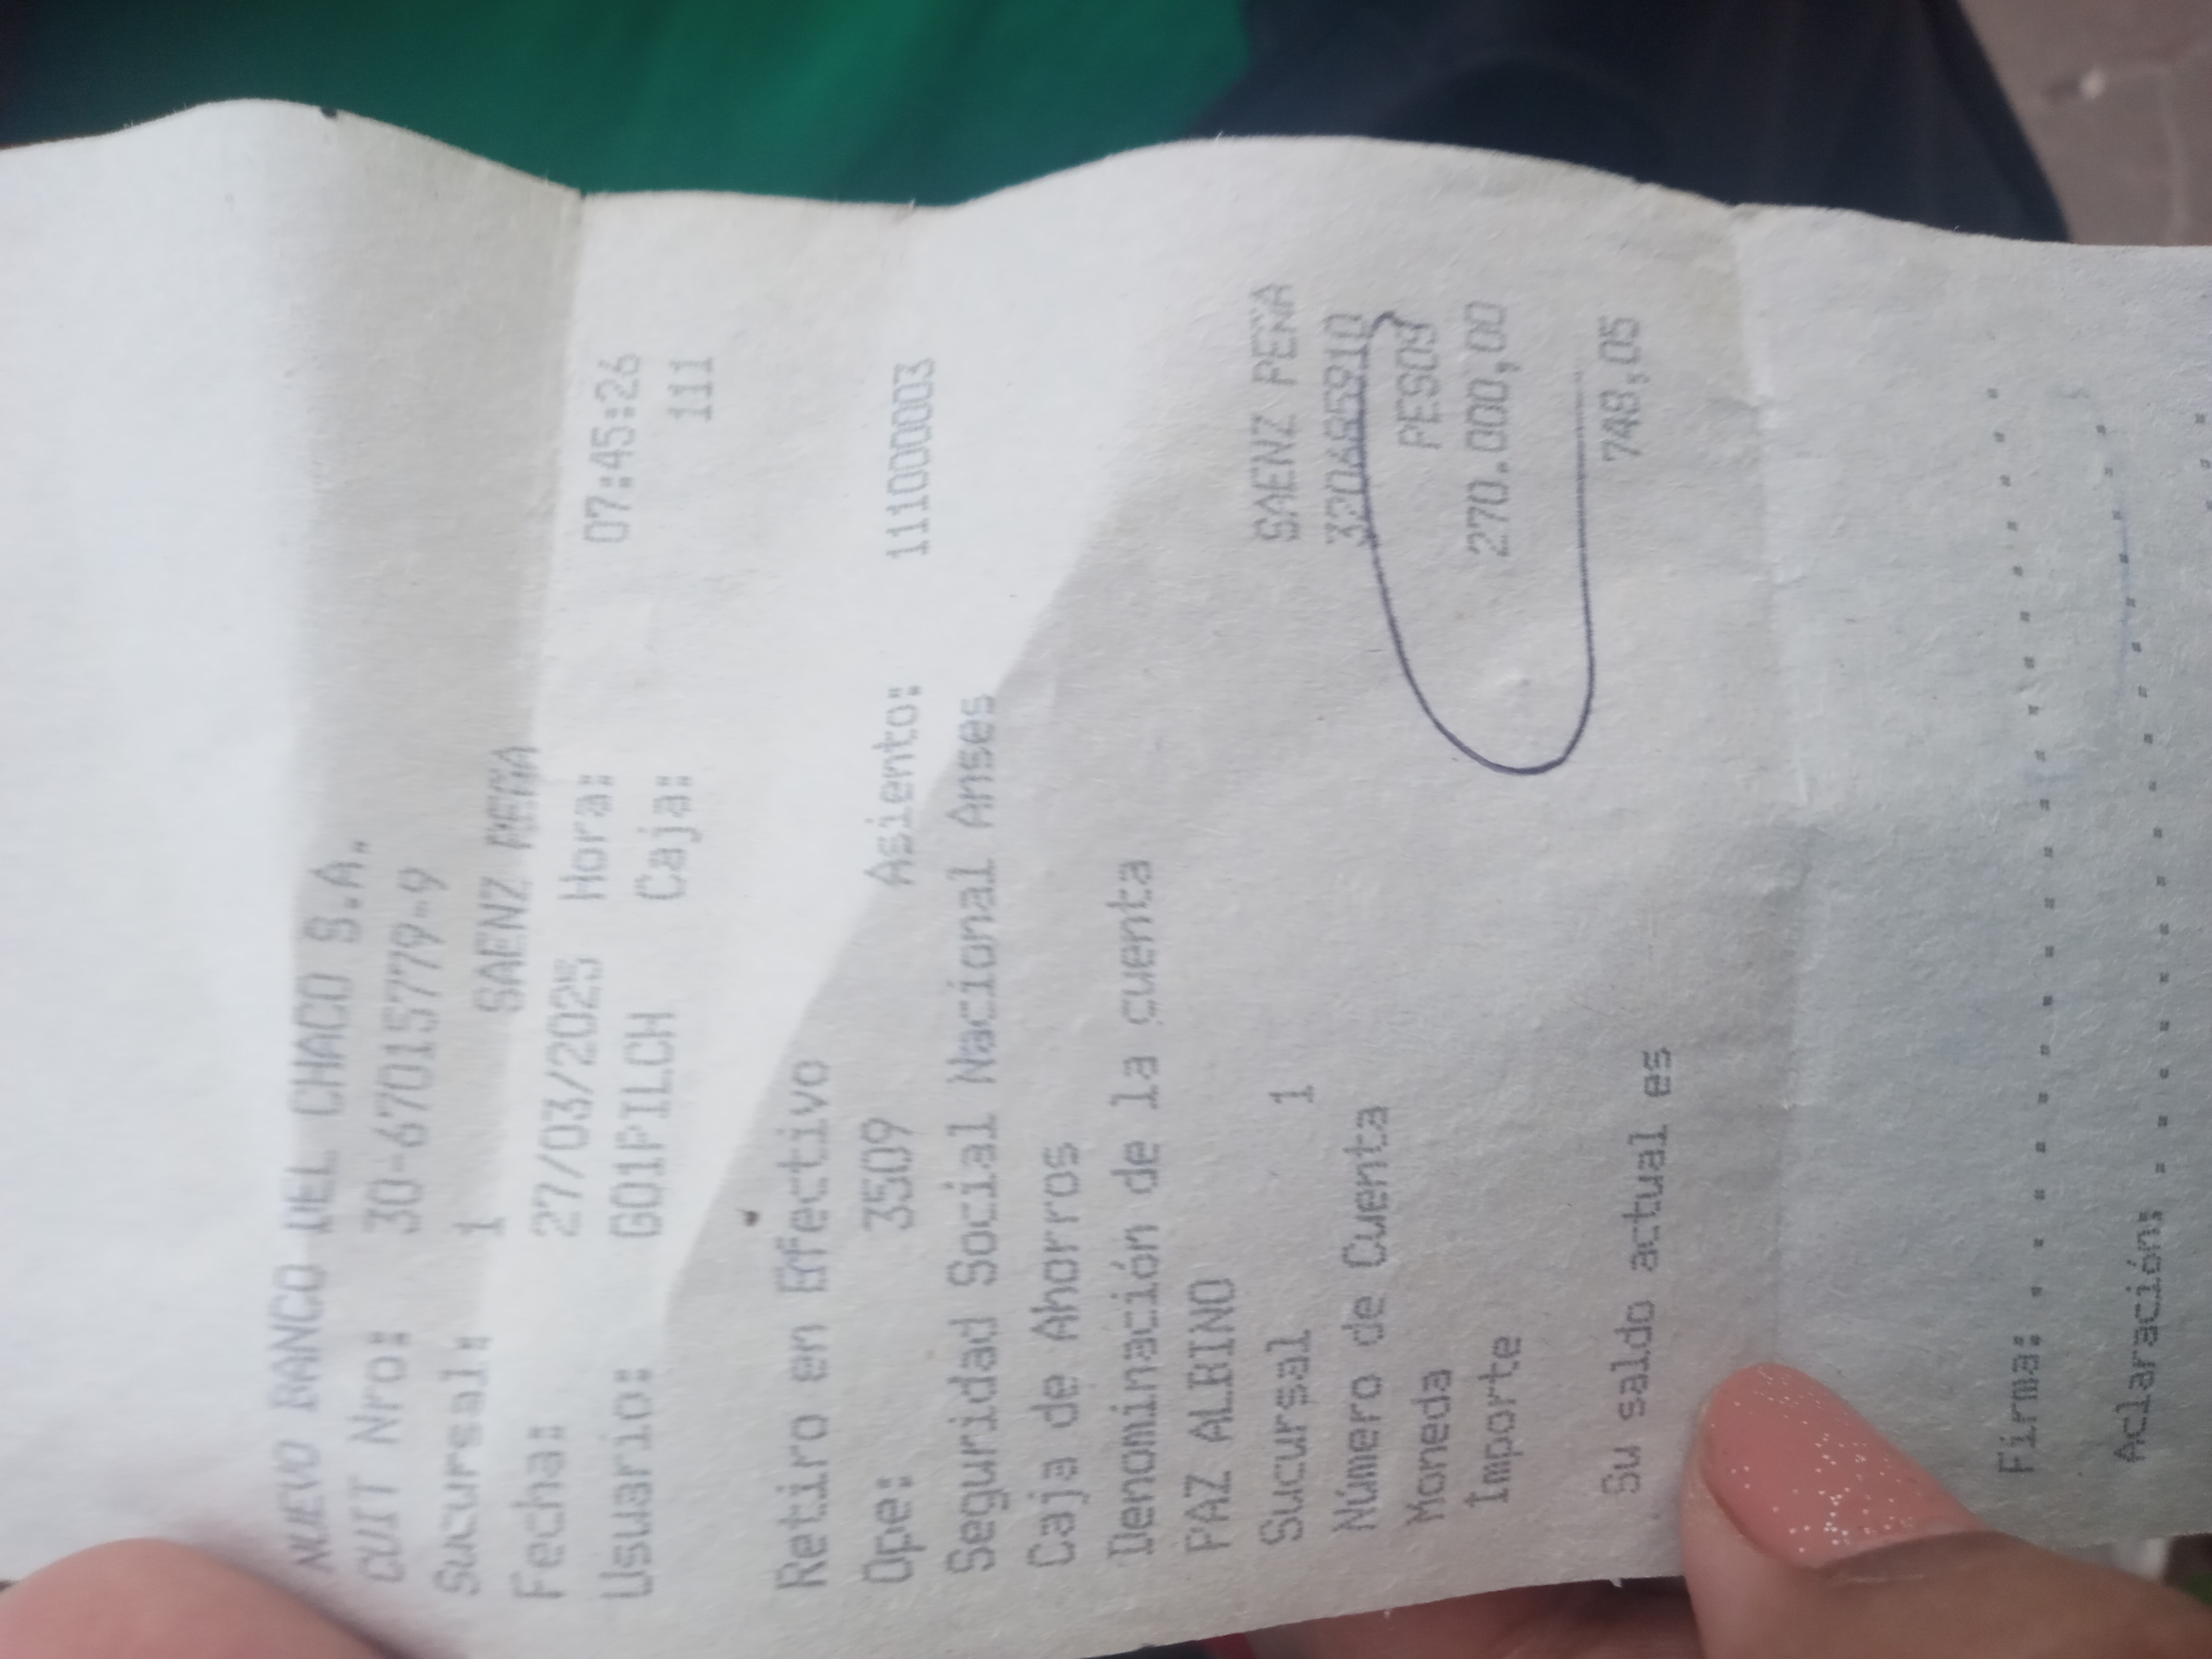 NUEVO BANCO DEL CHACO S.A.
CUIT Nro: 30-67015779-9
Sucursal: 1 SAENZ PEÑA
Fecha: 27/03/2025 Hora: 07:45:26
Usuario: G01PILCH Caja: 111
Retiro en Efectivo
Ope: 3509 Asiento: 11100003
Seguridad Social Nacional Anses
Caja de Ahorros
Denominación de la cuenta
PAZ ALBINO
Sucursal 1 SAENZ PEÑA
Número de Cuenta 3206859910
Moneda PESOS
Importe 270.000,00
Su saldo actual es 748,05
Firma:
Aclaración: